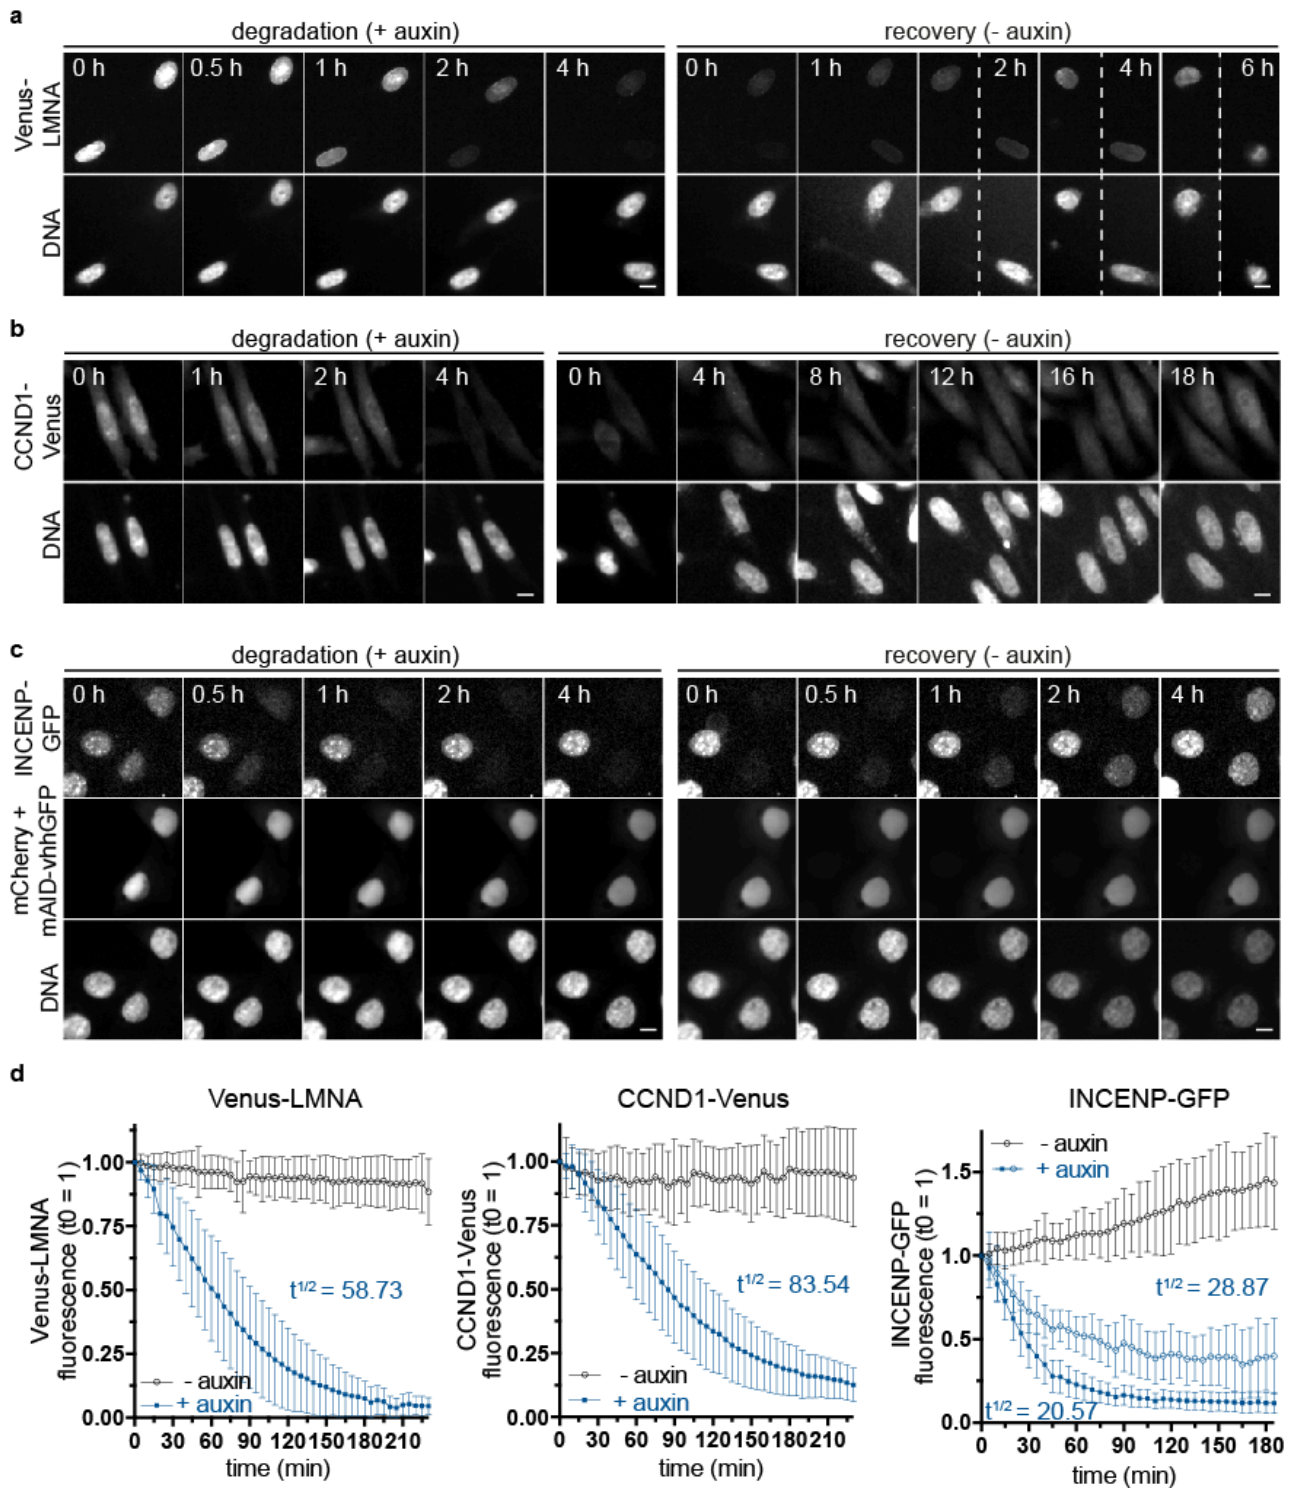 a
degradation (+ auxin)
recovery (- auxin)
Venus-
LMNA
0 h
0.5 h
1 h
2 h
4 h
0 h
1 h
2 h
4 h
6 h
DNA
b
degradation (+ auxin)
recovery (- auxin)
CCND1-
Venus
0 h
1 h
2 h
4 h
0 h
4 h
8 h
12 h
16 h
18 h
DNA
c
degradation (+ auxin)
recovery (- auxin)
INCENP-
GFP
0 h
0.5 h
1 h
2 h
4 h
0 h
0.5 h
1 h
2 h
4 h
mCherry +
mAID-vhhGFP
DNA
d
Venus-LMNA
Venus-LMNA
fluorescence (t0 = 1)
1.00
0.75
0.50
0.25
0.00
t1/2 = 58.73
- auxin
+ auxin
0 30 60 90 120 150 180 210
time (min)
CCND1-Venus
CCND1-Venus
fluorescence (t0 = 1)
1.00
0.75
0.50
0.25
0.00
t1/2 = 83.54
- auxin
+ auxin
0 30 60 90 120 150 180 210
time (min)
INCENP-GFP
INCENP-GFP
fluorescence (t0 = 1)
- auxin
+ auxin
1.5
1.0
0.5
0.0
t1/2 = 28.87
t1/2 = 20.57
0 30 60 90 120 150 180
time (min)